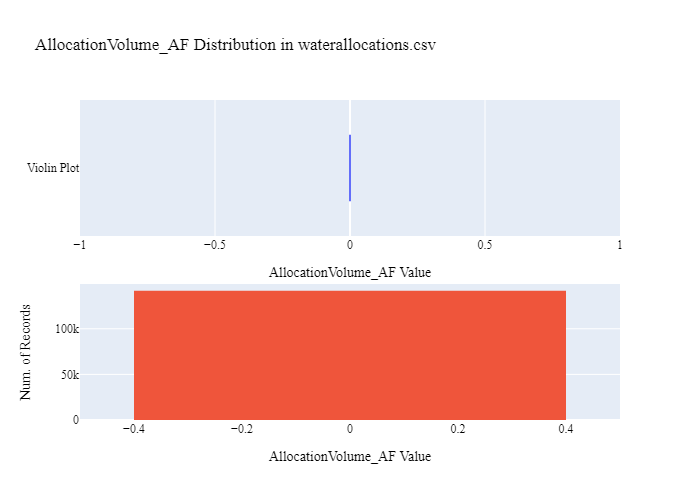 AllocationVolume_AF Distribution in waterallocations.csv
Violin Plot
−1 −0.5 0 0.5 1
AllocationVolume_AF Value
Num. of Records
100k
50k
0
−0.4 −0.2 0 0.2 0.4
AllocationVolume_AF Value